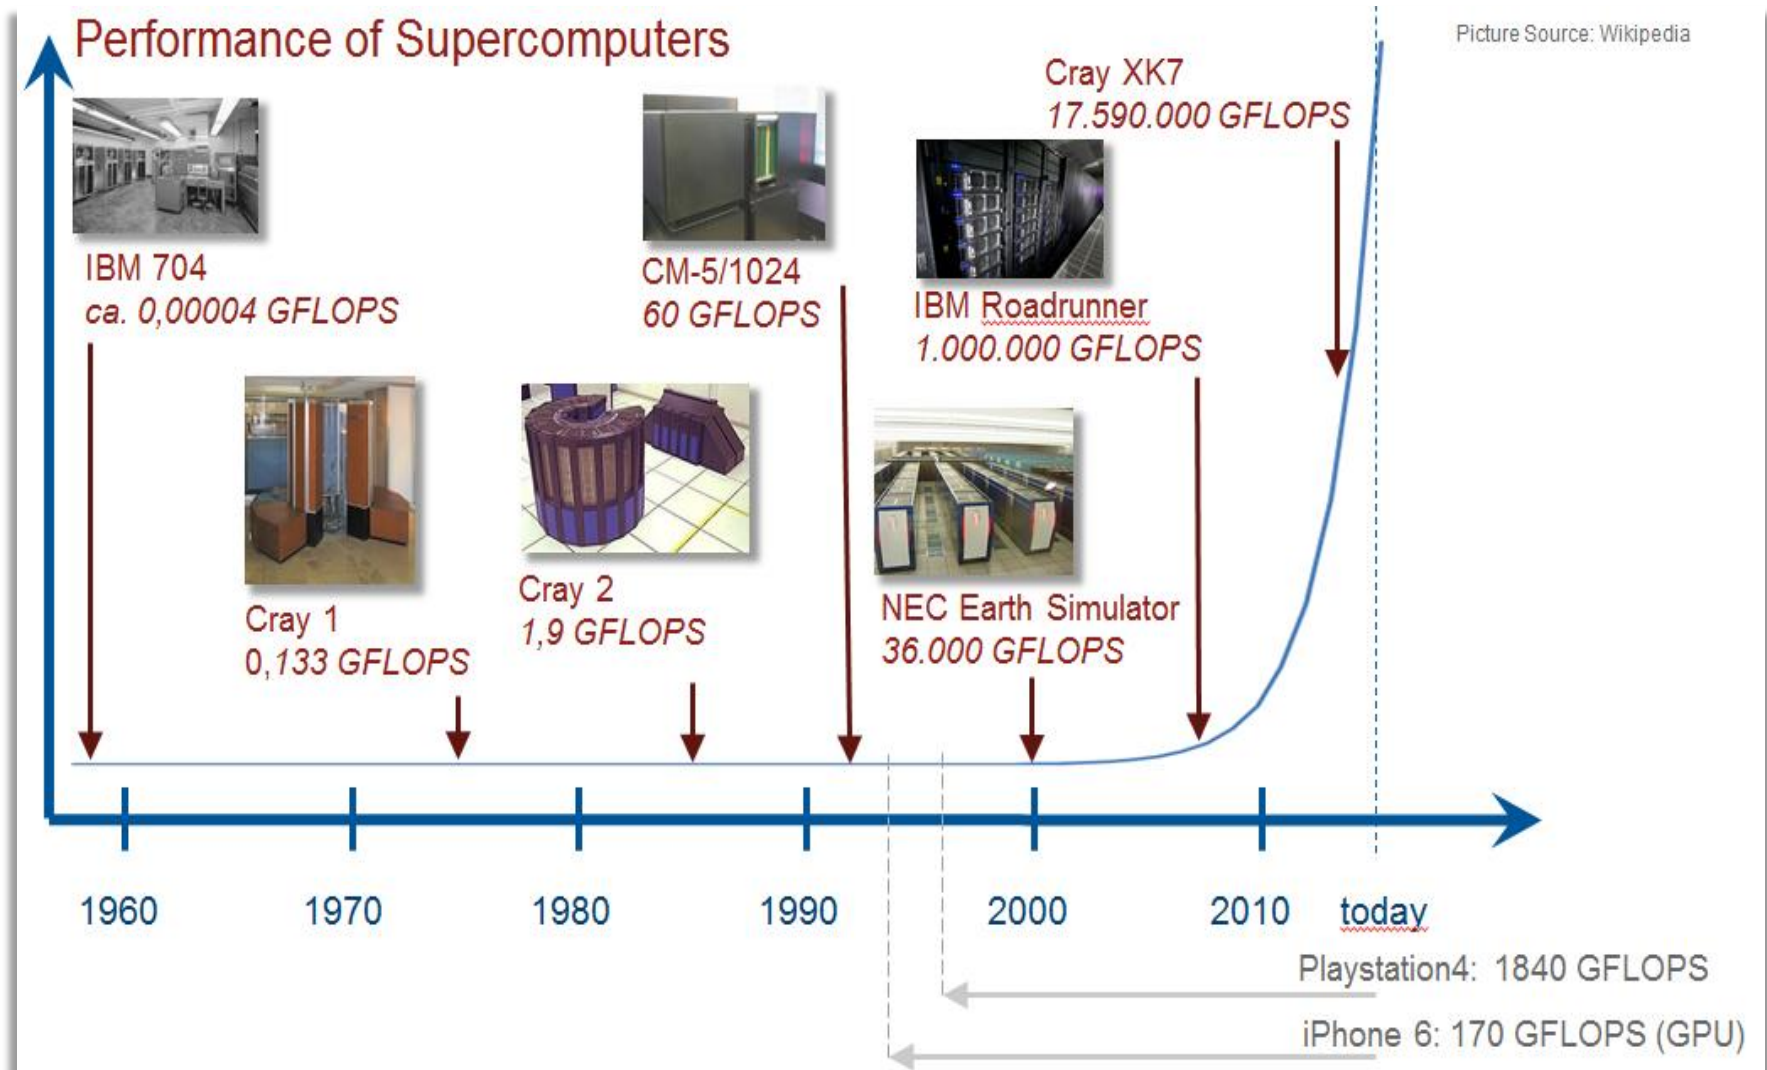 Performance of Supercomputers
Picture Source: Wikipedia
Cray XK7
17.590.000 GFLOPS
IBM 704
ca. 0,00004 GFLOPS
CM-5/1024
60 GFLOPS
IBM Roadrunner
1.000.000 GFLOPS
Cray 1
0,133 GFLOPS
Cray 2
1,9 GFLOPS
NEC Earth Simulator
36.000 GFLOPS
1960 1970 1980 1990 2000 2010 today
Playstation4: 1840 GFLOPS
iPhone 6: 170 GFLOPS (GPU)